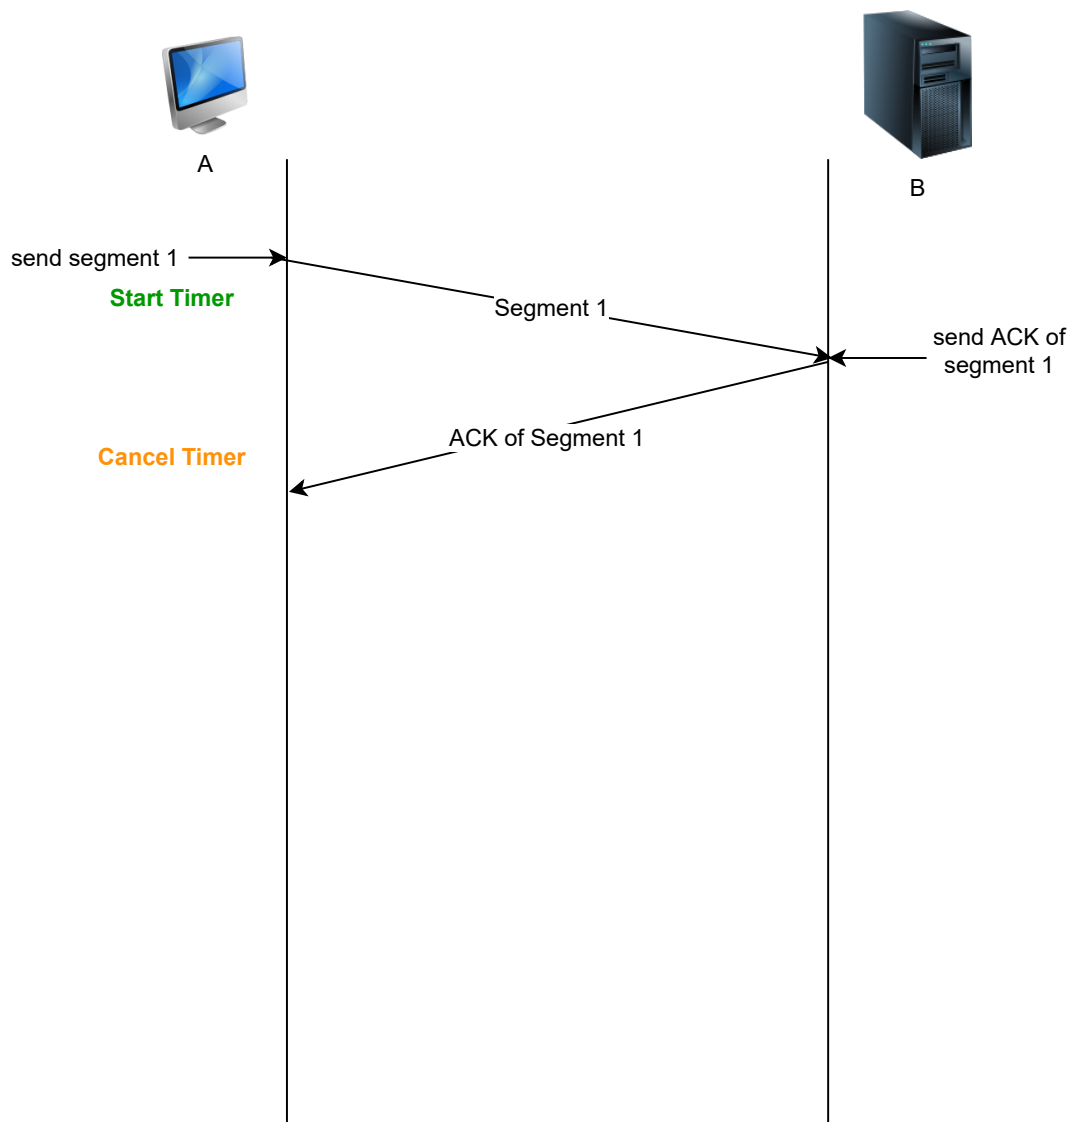 A
B
send segment 1
Start Timer
Segment 1
send ACK of
segment 1
ACK of Segment 1
Cancel Timer